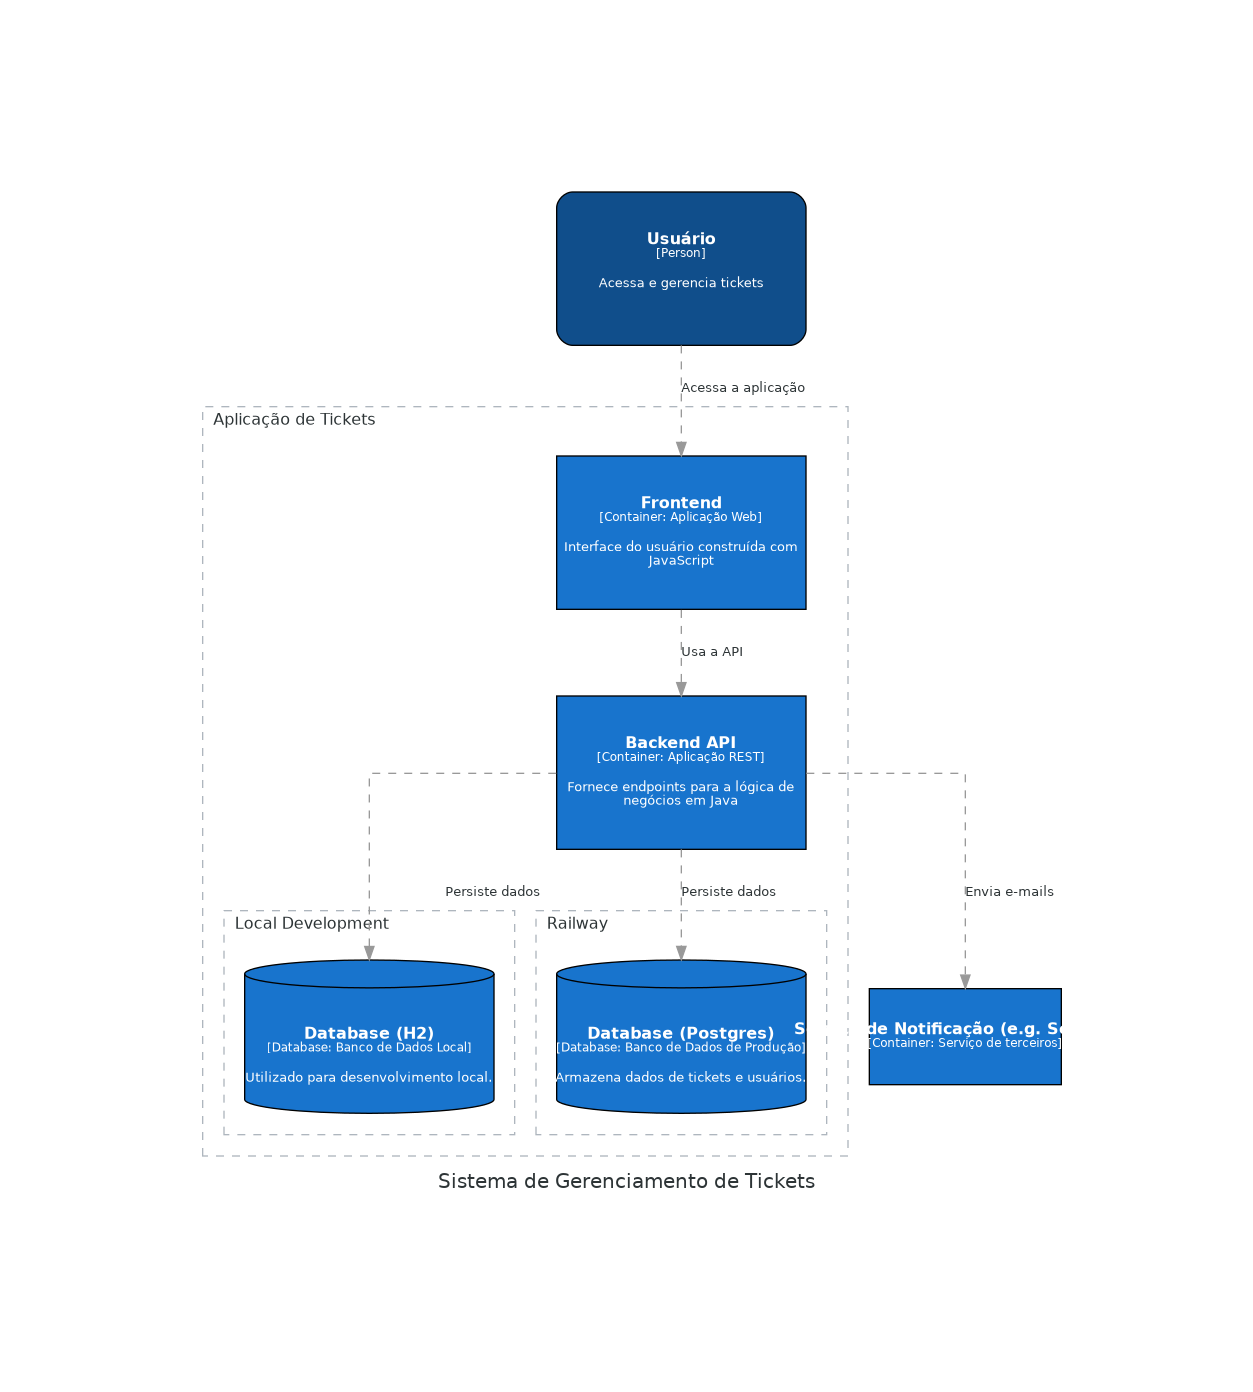 Usuário
[Person]
Acessa e gerencia tickets
Acessa a aplicação
Aplicação de Tickets
Frontend
[Container: Aplicação Web]
Interface do usuário construída com
JavaScript
Usa a API
Backend API
[Container: Aplicação REST]
Fornece endpoints para a lógica de
negócios em Java
Persiste dados
Persiste dados
Envia e-mails
Local Development
Railway
Database (H2)
[Database: Banco de Dados Local]
Utilizado para desenvolvimento local.
Database (Postgres)
[Database: Banco de Dados de Produção]
Armazena dados de tickets e usuários.
de Notificação (e.g.
[Container: Serviço de terceiros]
Sistema de Gerenciamento de Tickets